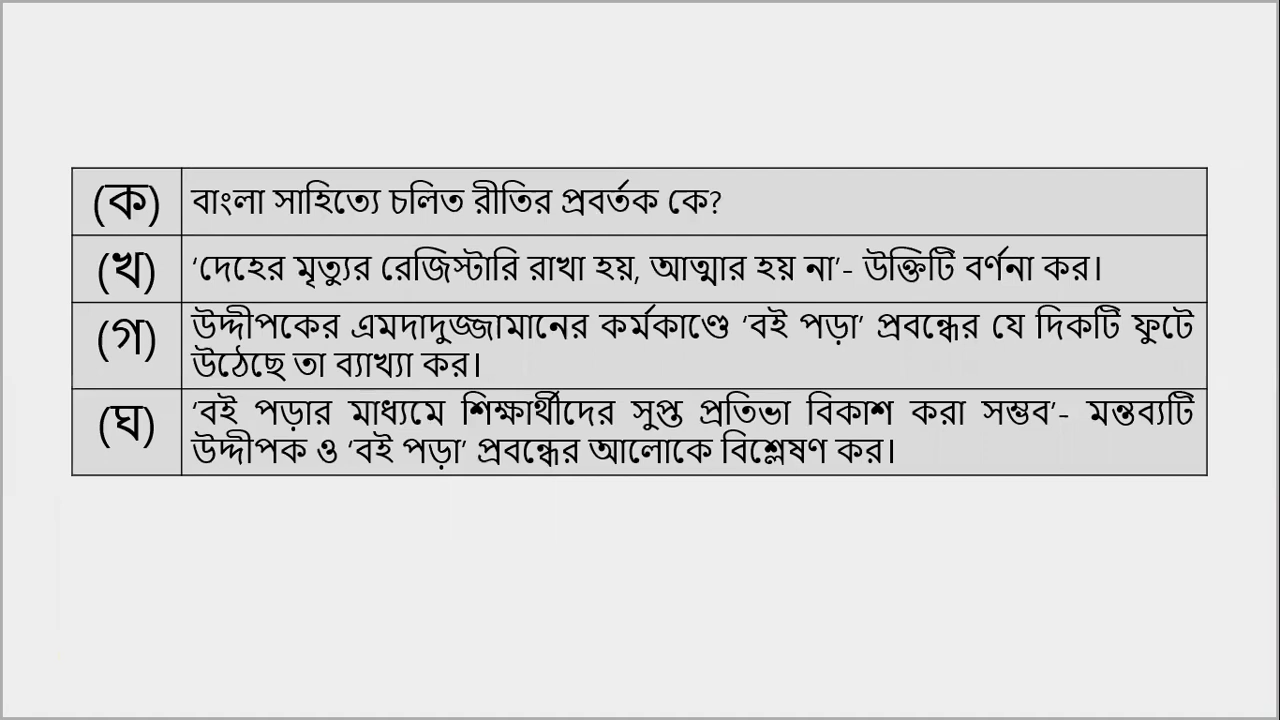 (ক) বাংলা সাহিত্যে চলিত রীতির প্রবর্তক কে?
(খ) ‘দেহের মৃত্যুর রেজিস্টারি রাখা হয়, আত্মার হয় না’- উক্তিটি বর্ণনা কর।
(গ) উদ্দীপকের এমদাদুজ্জামানের কর্মকাণ্ডে ‘বই পড়া’ প্রবন্ধের যে দিকটি ফুটে
উঠেছে তা ব্যাখ্যা কর।
(ঘ) ‘বই পড়ার মাধ্যমে শিক্ষার্থীদের সুপ্ত প্রতিভা বিকাশ করা সম্ভব’- মন্তব্যটি
উদ্দীপক ও ‘বই পড়া’ প্রবন্ধের আলোকে বিশ্লেষণ কর।